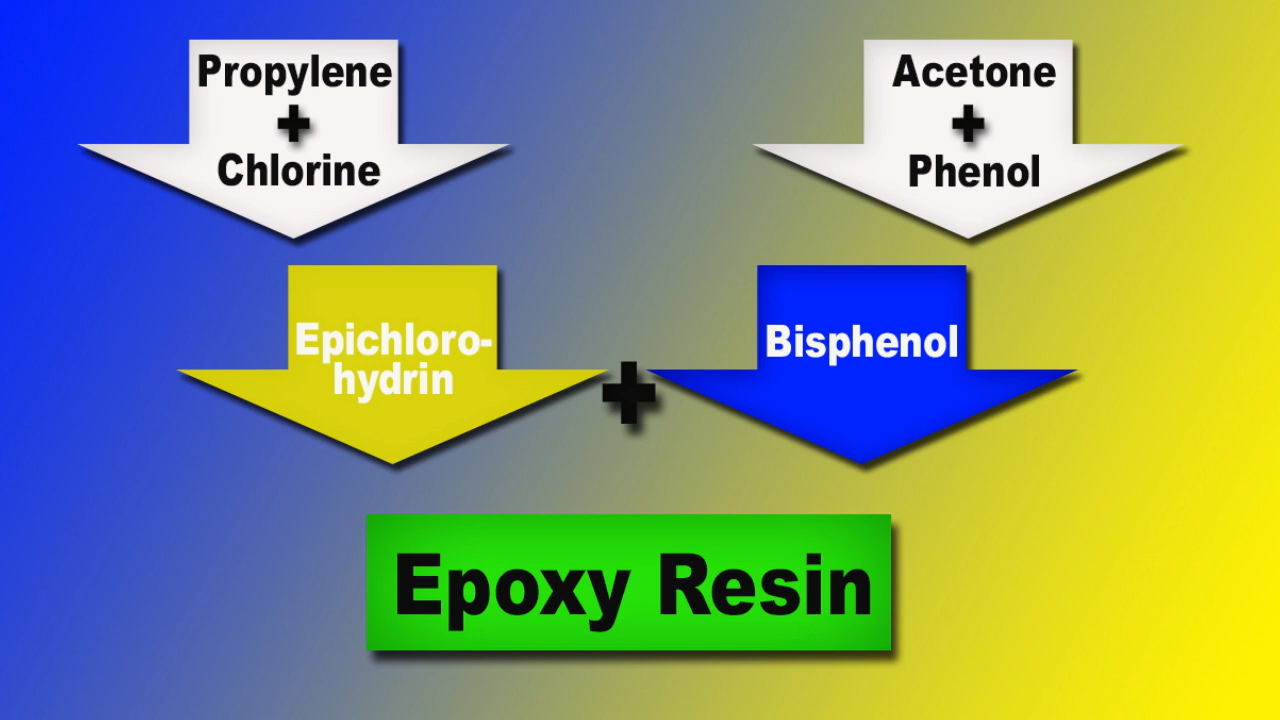 Propylene
+
Chlorine
Acetone
+
Phenol
Epichloro-
hydrin
+
Bisphenol
Epoxy Resin